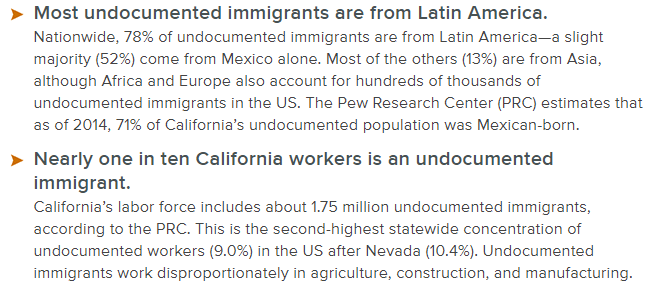 Most undocumented immigrants are from Latin America.
Nationwide, 78% of undocumented immigrants are from Latin America—a slight
majority (52%) come from Mexico alone. Most of the others (13%) are from Asia,
although Africa and Europe also account for hundreds of thousands of
undocumented immigrants in the US. The Pew Research Center (PRC) estimates that
as of 2014, 71% of California’s undocumented population was Mexican-born.
Nearly one in ten California workers is an undocumented
immigrant.
California’s labor force includes about 1.75 million undocumented immigrants,
according to the PRC. This is the second-highest statewide concentration of
undocumented workers (9.0%) in the US after Nevada (10.4%). Undocumented
immigrants work disproportionately in agriculture, construction, and manufacturing.